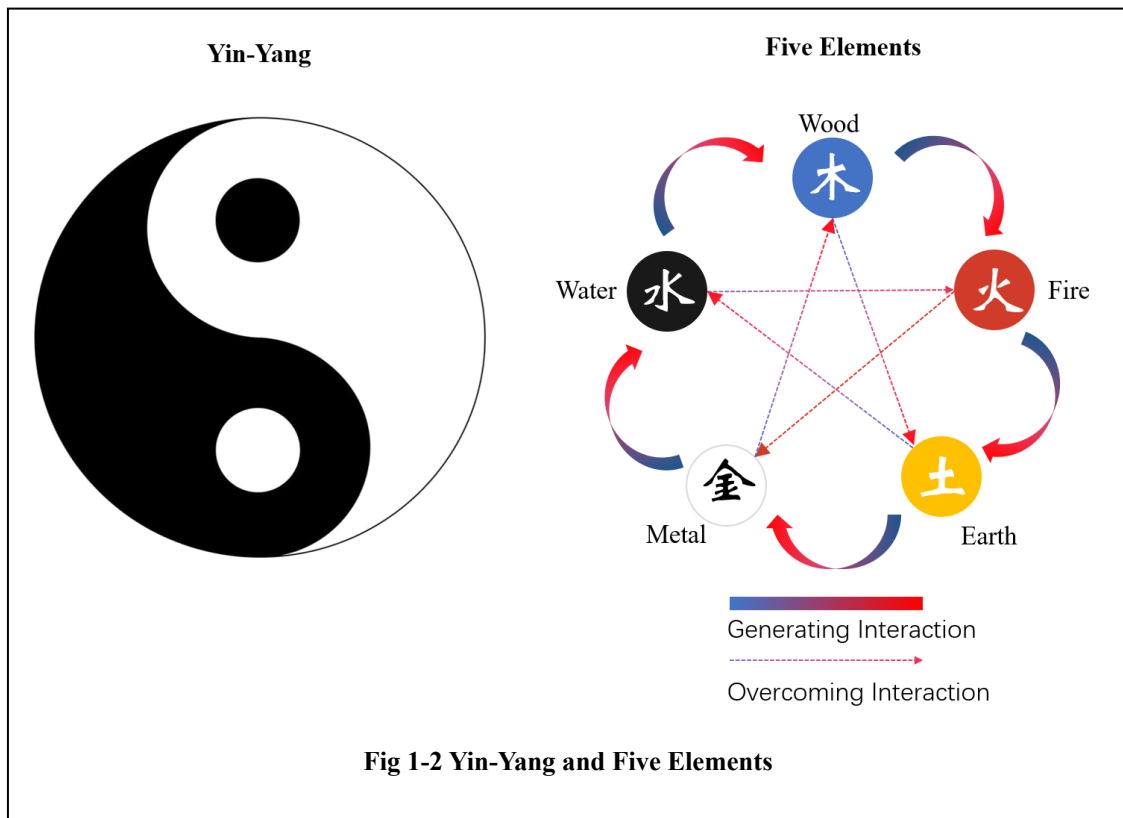 Yin-Yang
Five Elements
Wood
木
Water
水
火
Fire
金
土
Metal
Earth
Generating Interaction
Overcoming Interaction
Fig 1-2 Yin-Yang and Five Elements